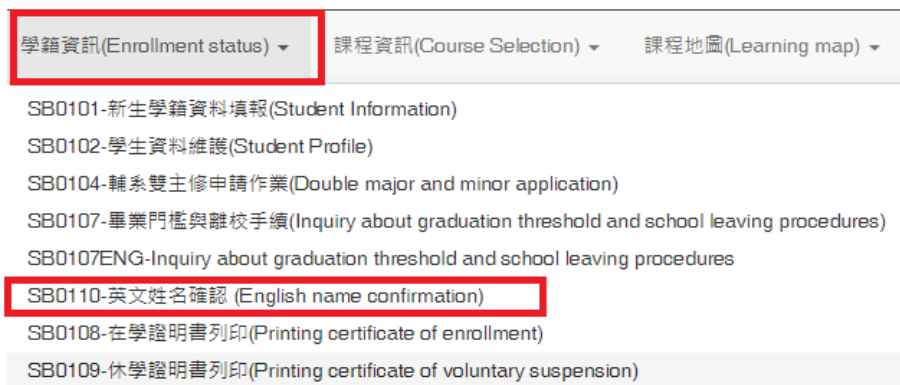 學籍資訊(Enrollment status) 課程資訊(Course Selection) 課程地圖(Learning map)
SB0101-新生學籍資料填報(Student Information)
SB0102-學生資料維護(Student Profile)
SB0104-輔系雙主修申請作業(Double major and minor application)
SB0107-畢業門檻與離校手續(Inquiry about graduation threshold and school leaving procedures)
SB0107ENG-Inquiry about graduation threshold and school leaving procedures
SB0110-英文姓名確認 (English name confirmation)
SB0108-在學證明書列印(Printing certificate of enrollment)
SB0109-休學證明書列印(Printing certificate of voluntary suspension)